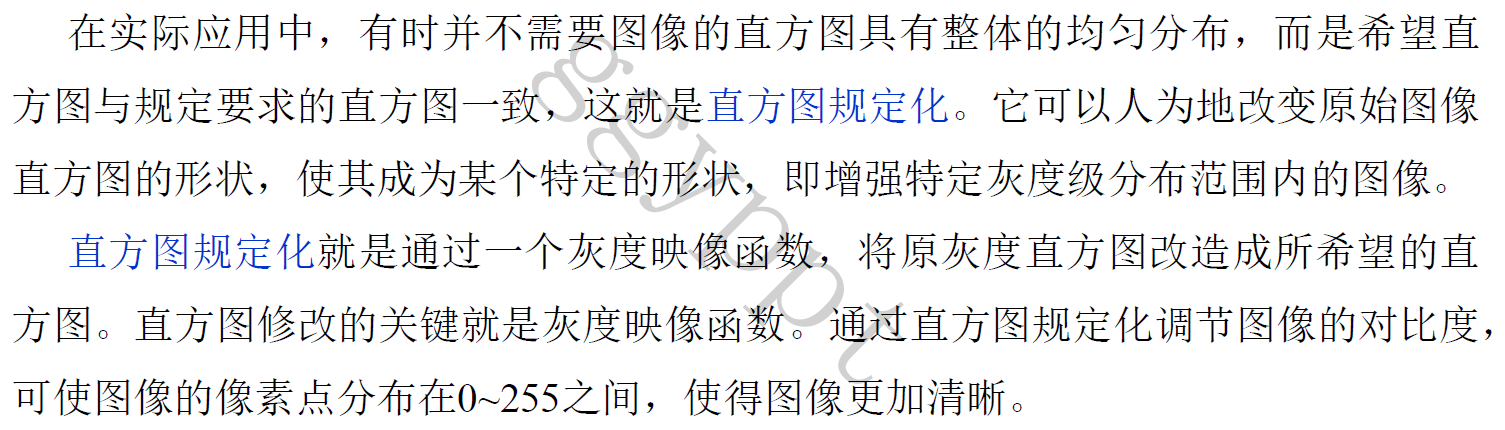 在实际应用中，有时并不需要图像的直方图具有整体的均匀分布，而是希望直
方图与规定要求的直方图一致，这就是直方图规定化。它可以人为地改变原始图像
直方图的形状，使其成为某个特定的形状，即增强特定灰度级分布范围内的图像。
直方图规定化就是通过一个灰度映像函数，将原灰度直方图改造成所希望的直
方图。直方图修改的关键就是灰度映像函数。通过直方图规定化调节图像的对比度，
可使图像的像素点分布在0~255之间，使得图像更加清晰。
ggyppt